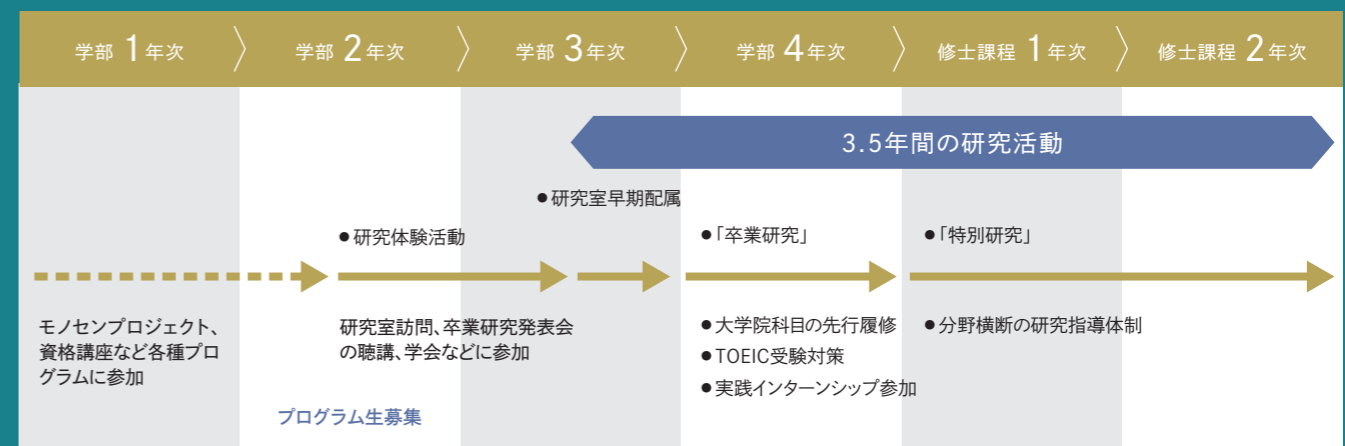 学部 1年次
学部 2年次
学部 3年次
学部 4年次
修士課程 1年次
修士課程 2年次
3.5年間の研究活動
●研究室早期配属
●研究体験活動
●「卒業研究」
●「特別研究」
モノセンプロジェクト、
資格講座など各種プロ
グラムに参加
研究室訪問、卒業研究発表会
の聴講、学会などに参加
●大学院科目の先行履修
●TOEIC受験対策
●実践インターンシップ参加
●分野横断の研究指導体制
プログラム生募集